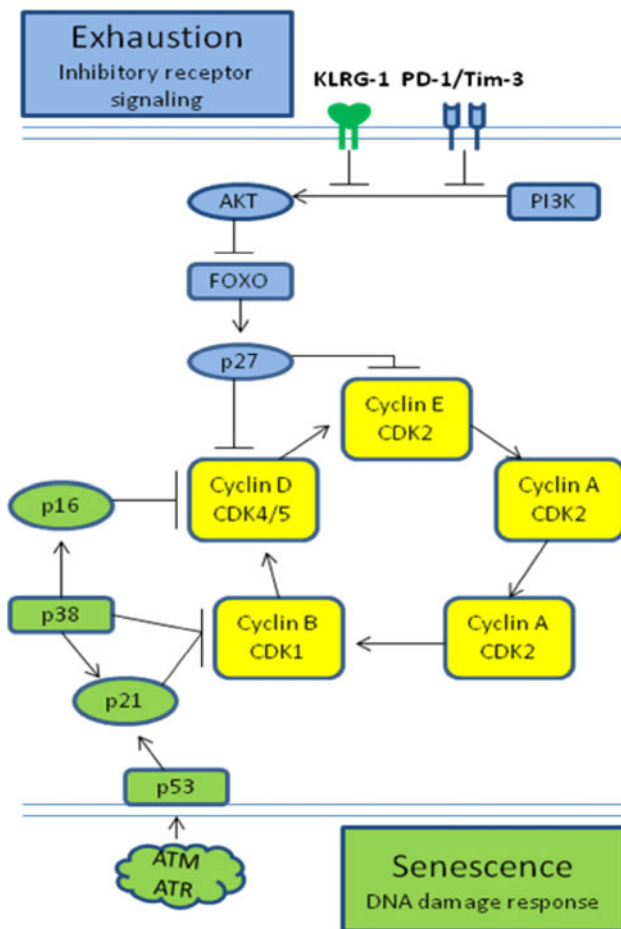 Exhaustion
Inhibitory receptor
signaling
KLRG-1 PD-1/Tim-3
AKT
PI3K
FOXO
p27
Cyclin E
CDK2
Cyclin D
CDK4/5
Cyclin A
CDK2
p16
p38
Cyclin B
CDK1
Cyclin A
CDK2
p21
p53
ATM
ATR
Senescence
DNA damage response